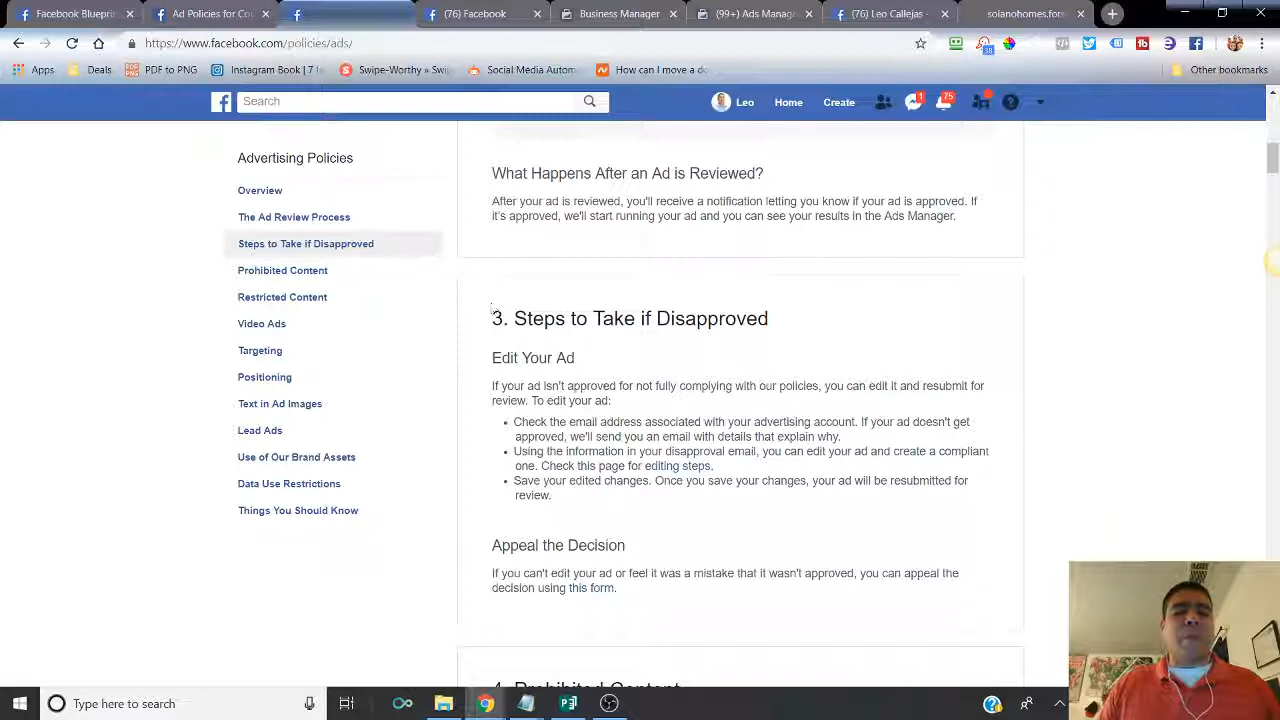 Facebook Blueprin
Ad Policies for Co
(76) Facebook
Business Manager
(99+) Ads Manage
(76) Leo Callejas -
solanohomes.fors
https://www.facebook.com/policies/ads/
38
Apps
Deals
PDF to PNG
Instagram Book | 7
Swipe-Worthy » Swi
Social Media Autom
How can I move a do
Other bookmarks
Search
Leo
Home
Create
1
75
Advertising Policies
Overview
The Ad Review Process
Steps to Take if Disapproved
Prohibited Content
Restricted Content
Video Ads
Targeting
Positioning
Text in Ad Images
Lead Ads
Use of Our Brand Assets
Data Use Restrictions
Things You Should Know
What Happens After an Ad is Reviewed?
After your ad is reviewed, you'll receive a notification letting you know if your ad is approved. If
it's approved, we'll start running your ad and you can see your results in the Ads Manager.
3. Steps to Take if Disapproved
Edit Your Ad
If your ad isn't approved for not fully complying with our policies, you can edit it and resubmit for
review. To edit your ad:
• Check the email address associated with your advertising account. If your ad doesn't get
approved, we'll send you an email with details that explain why.
• Using the information in your disapproval email, you can edit your ad and create a compliant
one. Check this page for editing steps.
• Save your edited changes. Once you save your changes, your ad will be resubmitted for
review.
Appeal the Decision
If you can't edit your ad or feel it was a mistake that it wasn't approved, you can appeal the
decision using this form.
4. Prohibited Content
Type here to search